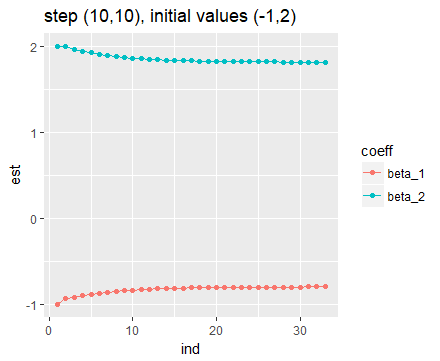 step (10,10), initial values (-1,2)
2
1
0
-1
est
0
10
20
30
ind
coeff
beta_1
beta_2